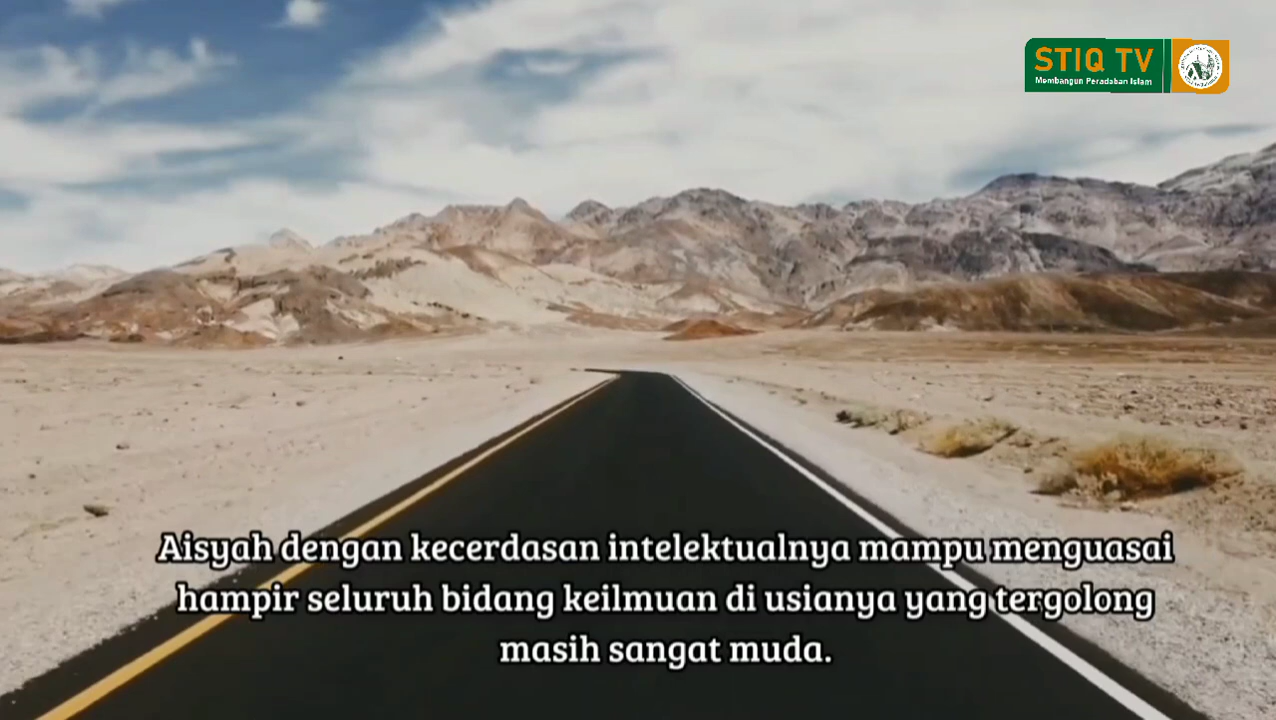 STIQ TV
Membangun Peradaban Islam
Aisyah dengan kecerdasan intelektualnya mampu menguasai
hampir seluruh bidang keilmuan di usianya yang tergolong
masih sangat muda.